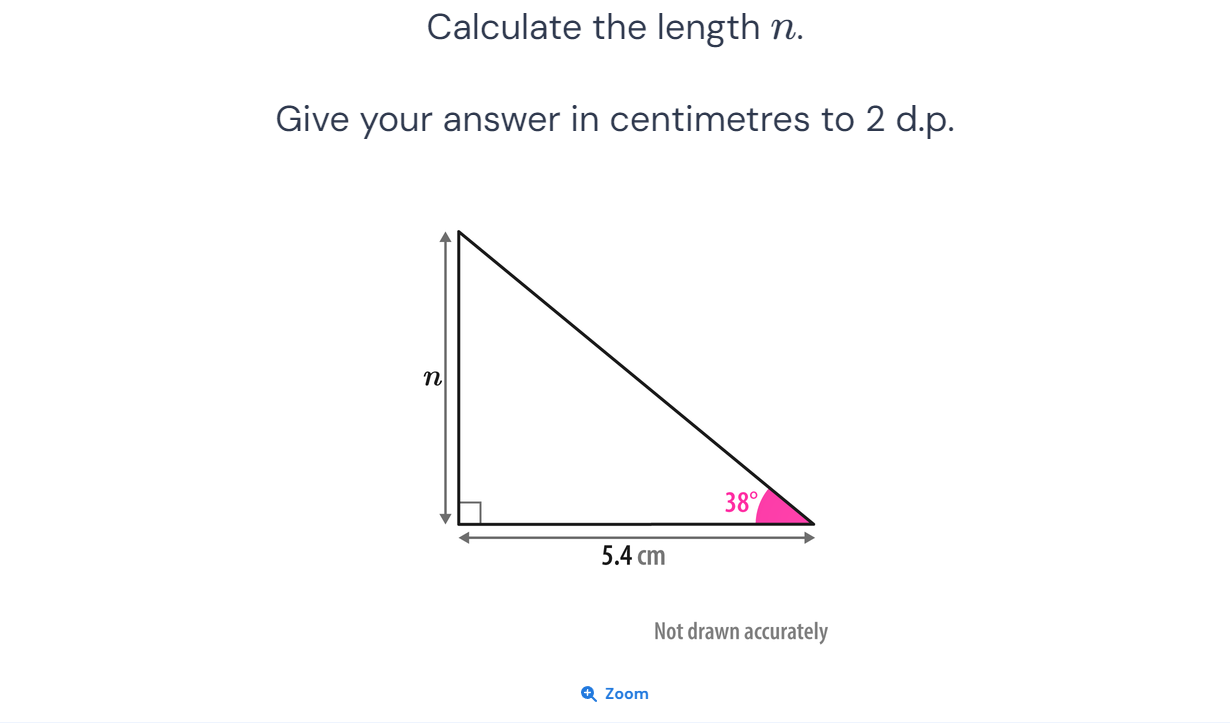 Calculate the length n.
Give your answer in centimetres to 2 d.p.
n
38°
5.4 cm
Not drawn accurately
Zoom